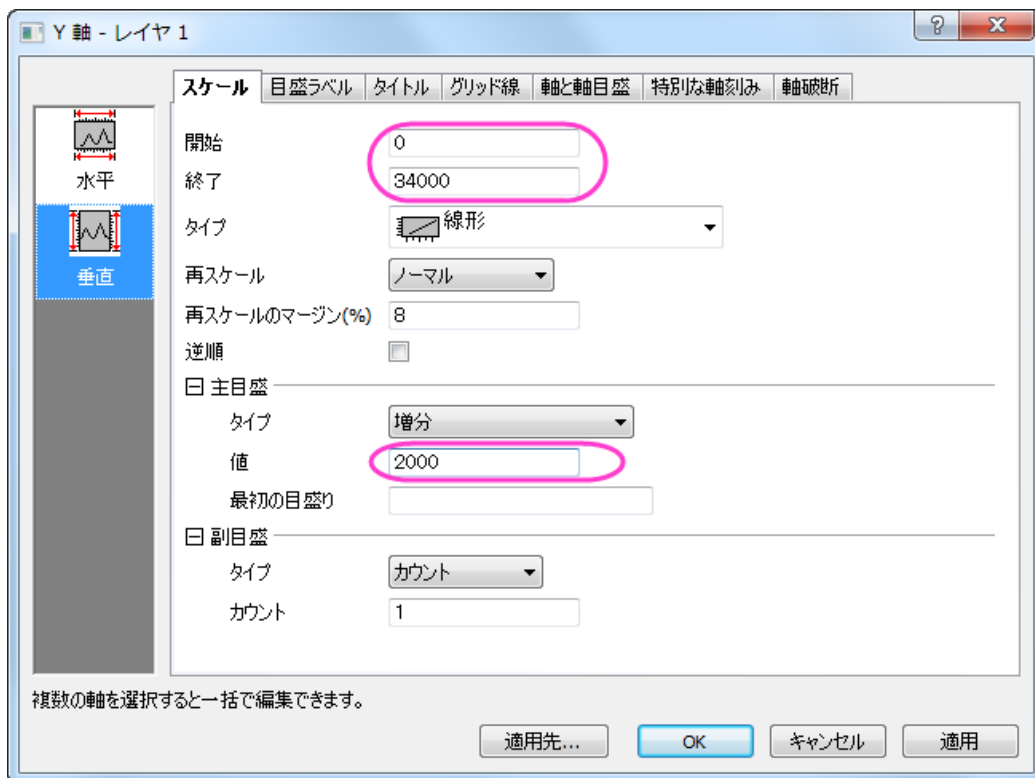 Y 軸 - レイヤ 1
スケール 目盛ラベル タイトル グリッド線 軸と軸目盛 特別な軸刻み 軸破断
水平
垂直
開始 0
終了 34000
タイプ 線形
再スケール ノーマル
再スケールのマージン(%) 8
逆順
主目盛
タイプ 増分
値 2000
最初の目盛り
副目盛
タイプ カウント
カウント 1
複数の軸を選択すると一括で編集できます。
適用先... OK キャンセル 適用